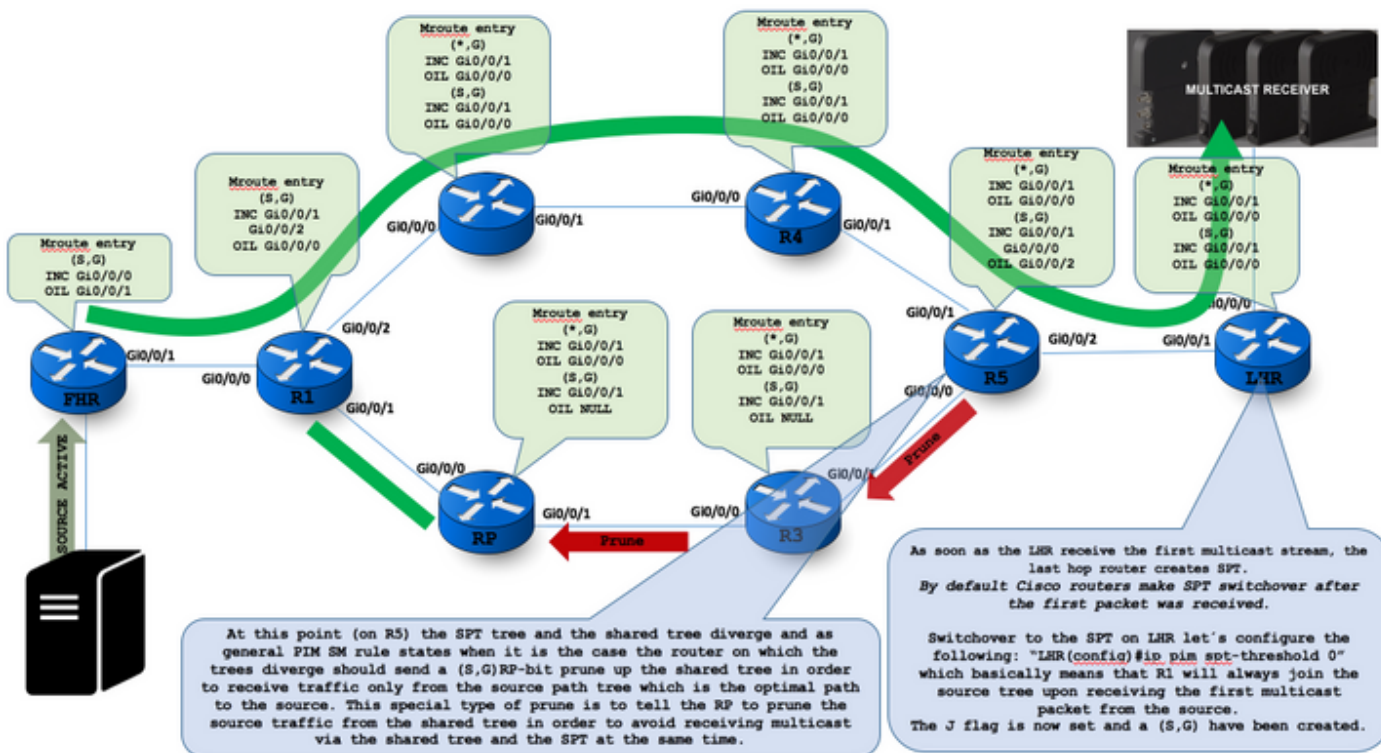 Mroute entry
(*,G)
INC Gi0/0/1
OIL Gi0/0/0
(S,G)
INC Gi0/0/1
OIL Gi0/0/0
Mroute entry
(*,G)
INC Gi0/0/1
OIL Gi0/0/0
(S,G)
INC Gi0/0/1
OIL Gi0/0/0
MULTICAST RECEIVER
Mroute entry
(S,G)
INC Gi0/0/1
Gi0/0/2
OIL Gi0/0/0
Mroute entry
(*,G)
INC Gi0/0/1
OIL Gi0/0/0
(S,G)
INC Gi0/0/1
Gi0/0/0
OIL Gi0/0/2
Mroute entry
(*,G)
INC Gi0/0/1
OIL Gi0/0/0
(S,G)
INC Gi0/0/1
OIL Gi0/0/0
Mroute entry
(S,G)
INC Gi0/0/0
OIL Gi0/0/1
Gi0/0/0
Gi0/0/1
Gi0/0/0
R4
Gi0/0/1
Mroute entry
(*,G)
INC Gi0/0/1
OIL Gi0/0/0
(S,G)
INC Gi0/0/1
OIL NULL
Mroute entry
(*,G)
INC Gi0/0/1
OIL Gi0/0/0
(S,G)
INC Gi0/0/1
OIL NULL
FHR
Gi0/0/1
Gi0/0/0
R1
Gi0/0/2
Gi0/0/1
Gi0/0/1
R5
Gi0/0/2
Gi0/0/0
Gi0/0/1
Gi0/0/0
LHR
SOURCE ACTIVE
Gi0/0/0
RP
Gi0/0/1
Prune
Gi0/0/0
R3
Gi0/0/1
Prune
At this point (on R5) the SPT tree and the shared tree diverge and as
general PIM SM rule states when it is the case the router on which the
trees diverge should send a (S,G)RP-bit prune up the shared tree in order
to receive traffic only from the source path tree which is the optimal path
to the source. This special type of prune is to tell the RP to prune the
source traffic from the shared tree in order to avoid receiving multicast
via the shared tree and the SPT at the same time.
As soon as the LHR receive the first multicast stream, the
last hop router creates SPT.
By default Cisco routers make SPT switchover after
the first packet was received.
Switchover to the SPT on LHR let´s configure the
following: “LHR(config)#ip pim spt-threshold 0”
which basically means that R1 will always join the
source tree upon receiving the first multicast
packet from the source.
The J flag is now set and a (S,G) have been created.